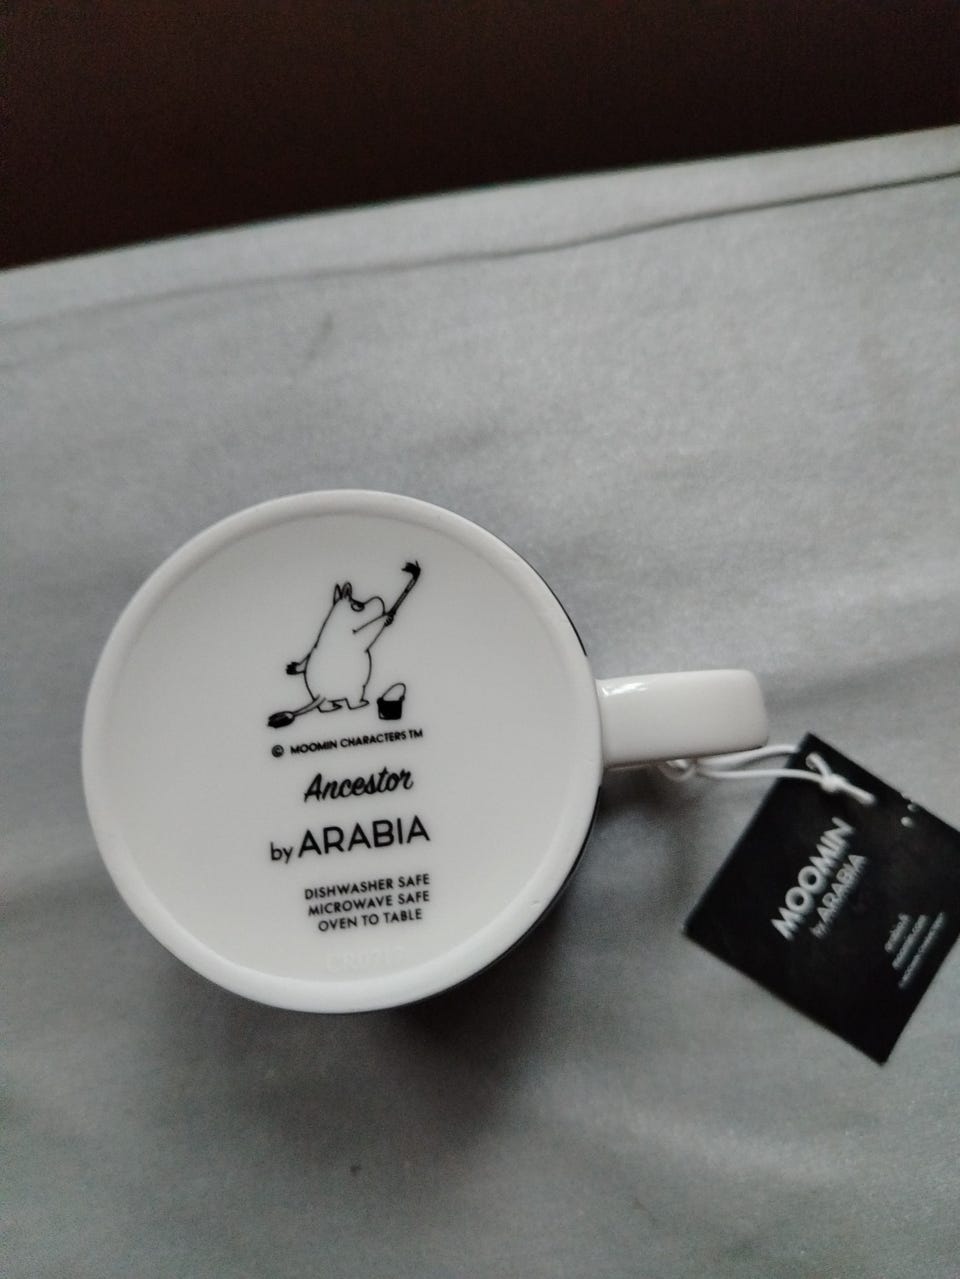 © MOOMIN CHARACTERS TM
Ancestor
by ARABIA
DISHWASHER SAFE
MICROWAVE SAFE
OVEN TO TABLE
MOOMIN
by ARABIA